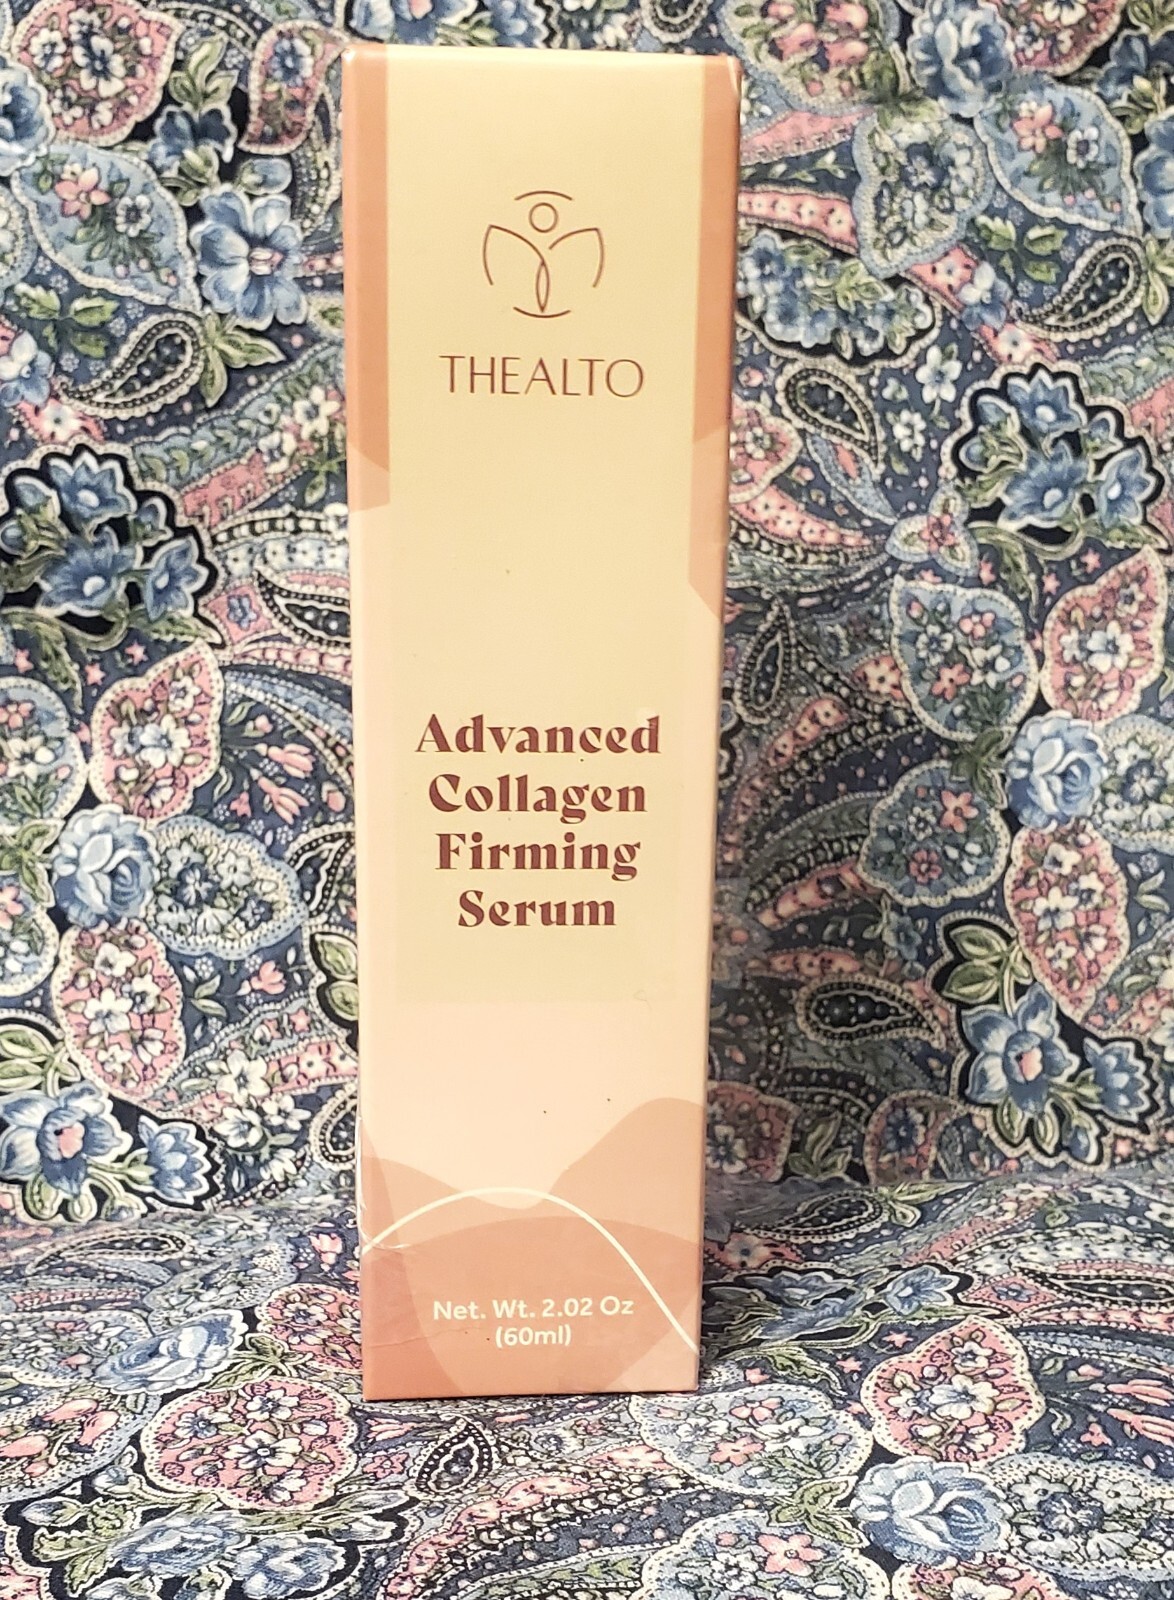 THEALTO
Advanced
Collagen
Firming
Serum
Net. Wt. 2.02 Oz
(60ml)